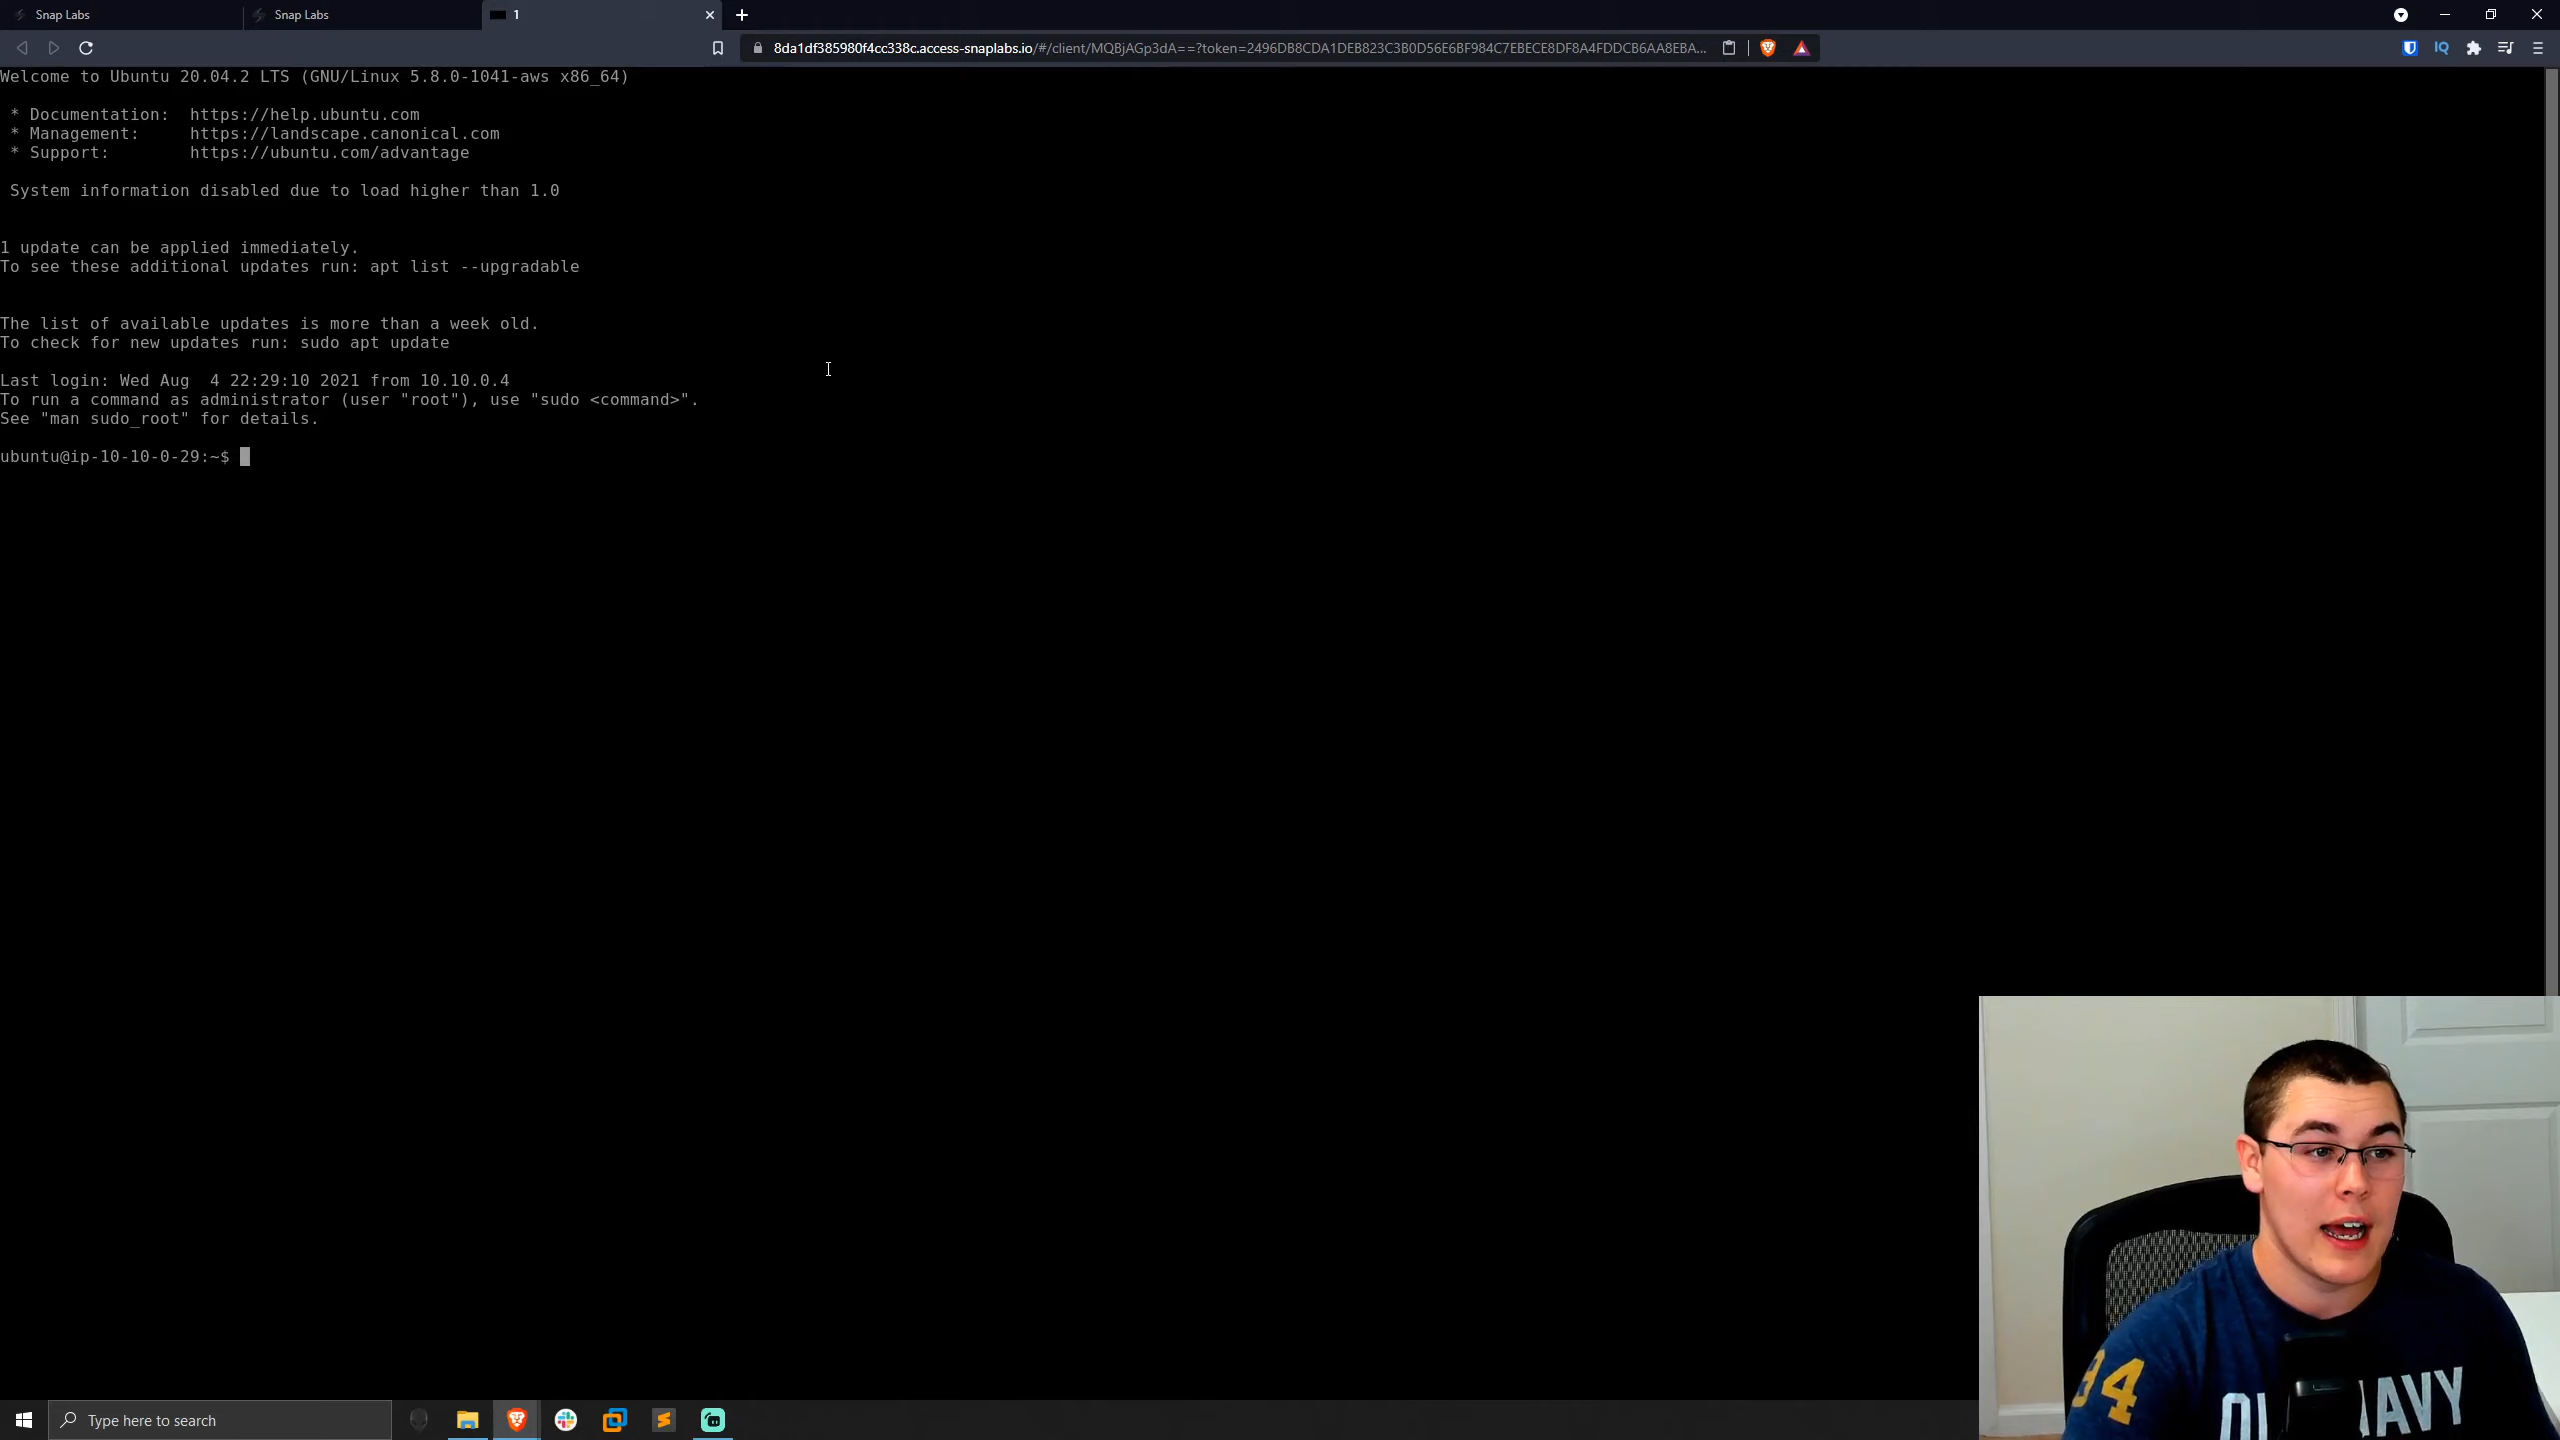 Snap Labs
Snap Labs
1
8da1df385980f4cc338c.access-snaplabs.io/#/client/MQBjAGp3dA==?token=2496DB8CDA1DEB823C3B0D56E6BF984C7EBECE8DF8A4FDDCB6AA8EBA...
IQ
Welcome to Ubuntu 20.04.2 LTS (GNU/Linux 5.8.0-1041-aws x86_64)
* Documentation:  https://help.ubuntu.com
* Management:     https://landscape.canonical.com
* Support:        https://ubuntu.com/advantage
System information disabled due to load higher than 1.0
1 update can be applied immediately.
To see these additional updates run: apt list --upgradable
The list of available updates is more than a week old.
To check for new updates run: sudo apt update
Last login: Wed Aug  4 22:29:10 2021 from 10.10.0.4
To run a command as administrator (user "root"), use "sudo <command>".
See "man sudo_root" for details.
ubuntu@ip-10-10-0-29:~$
94
NAVY
Type here to search